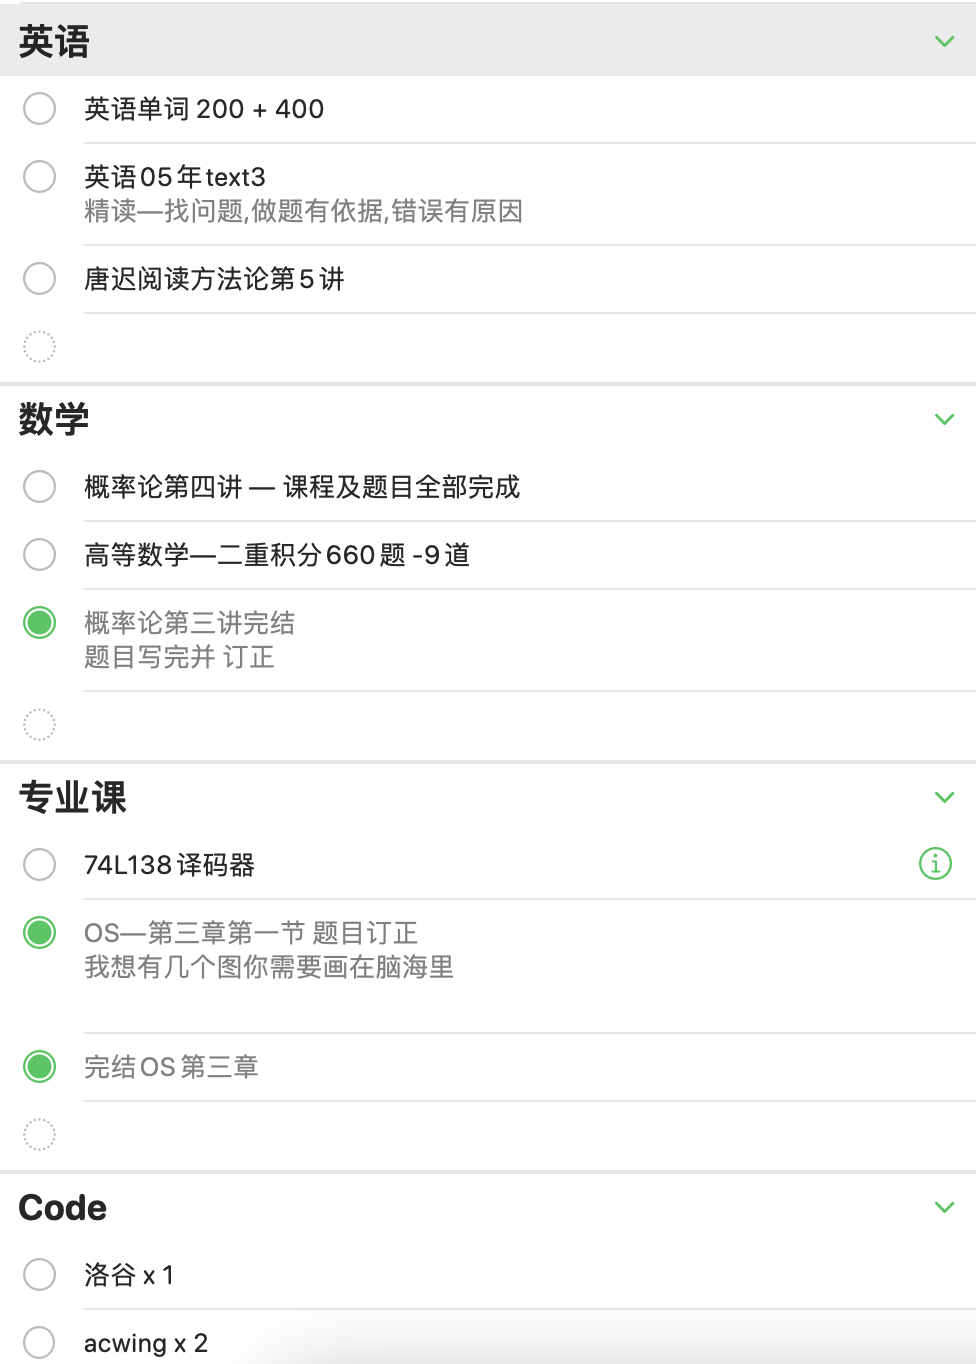 英语
英语单词 200 + 400
英语05年text3
精读—找问题,做题有依据,错误有原因
唐迟阅读方法论第5讲
数学
概率论第四讲 — 课程及题目全部完成
高等数学—二重积分660题 -9道
概率论第三讲完结
题目写完并 订正
专业课
74L138译码器
OS—第三章第一节 题目订正
我想有几个图你需要画在脑海里
完结OS第三章
Code
洛谷 x 1
acwing x 2